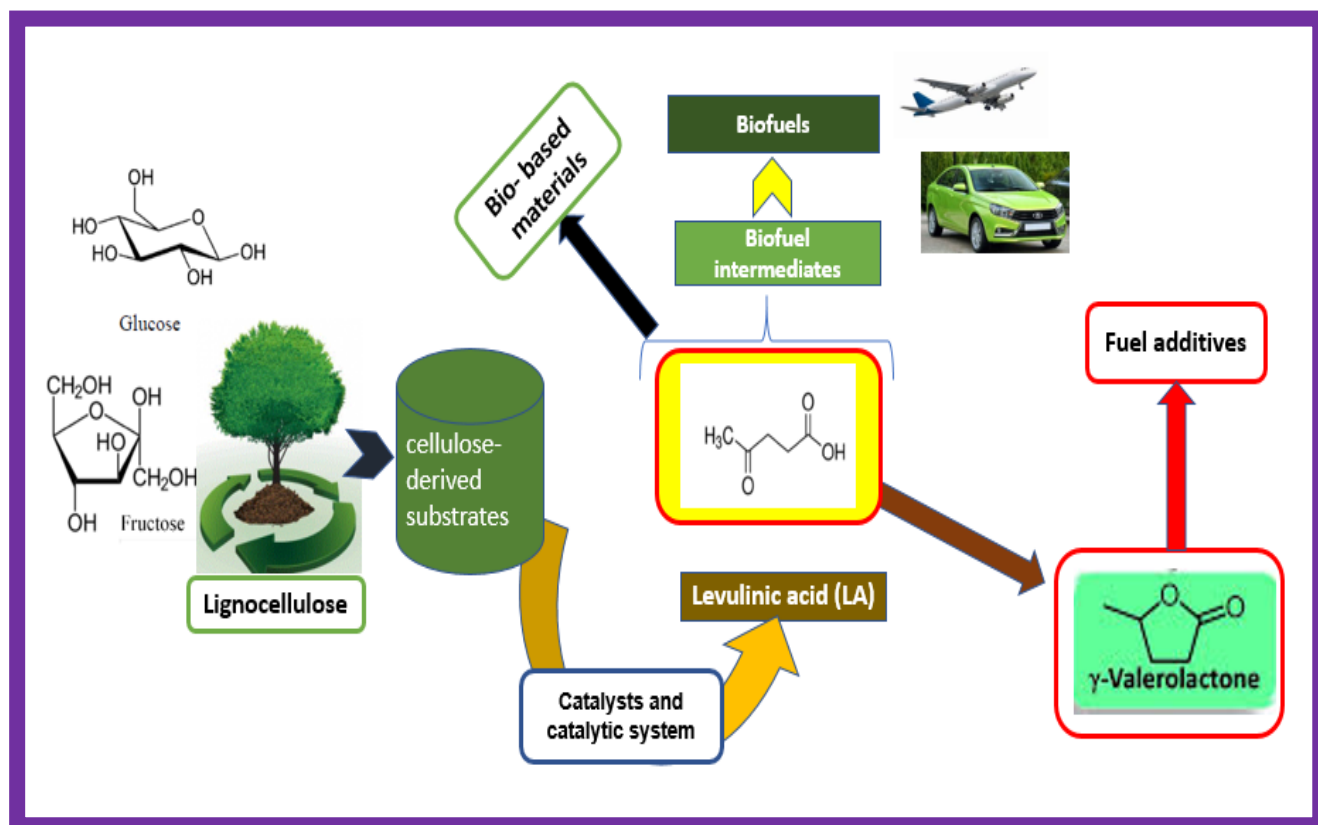 Biofuels
Bio- based
materials
Biofuel
intermediates
OH
HO
O
HO
OH
OH
Glucose
Fuel additives
CH₂OH
O
OH
HO
CH₂OH
OH
Fructose
cellulose-
derived
substrates
O
H₃C
OH
O
Lignocellulose
Levulinic acid (LA)
O
O
γ-Valerolactone
Catalysts and
catalytic system